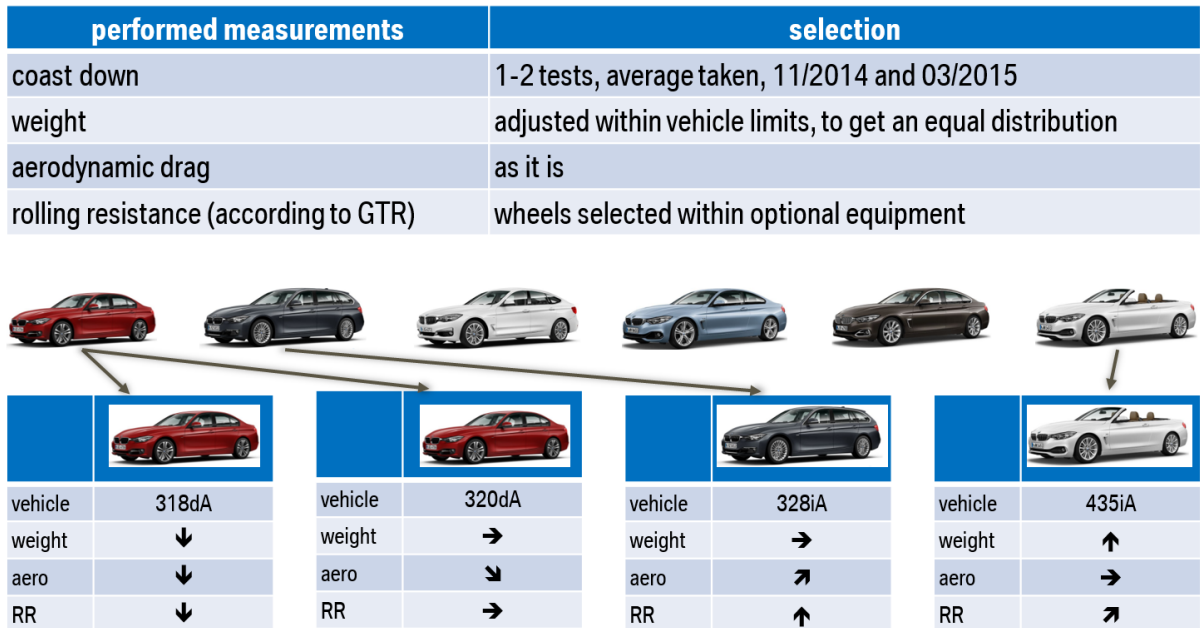 performed measurements selection
coast down 1-2 tests, average taken, 11/2014 and 03/2015
weight adjusted within vehicle limits, to get an equal distribution
aerodynamic drag as it is
rolling resistance (according to GTR) wheels selected within optional equipment
vehicle 318dA
weight ↓
aero ↓
RR ↓
vehicle 320dA
weight →
aero ↘
RR →
vehicle 328iA
weight →
aero ↗
RR ↑
vehicle 435iA
weight ↑
aero →
RR ↗